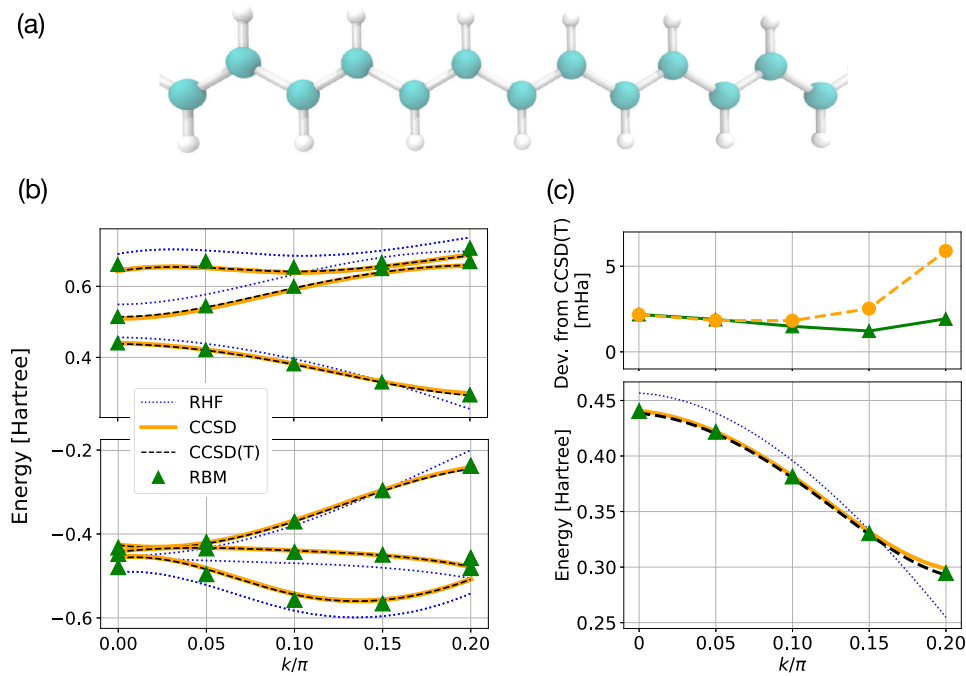 (a)
(b)
(c)
Energy [Hartree]
0.6
0.4
−0.2
−0.4
−0.6
RHF
CCSD
CCSD(T)
RBM
0.00 0.05 0.10 0.15 0.20
k/π
Dev. from CCSD(T)
[mHa]
5
0
Energy [Hartree]
0.45
0.40
0.35
0.30
0.25
0 0.05 0.10 0.15 0.20
k/π